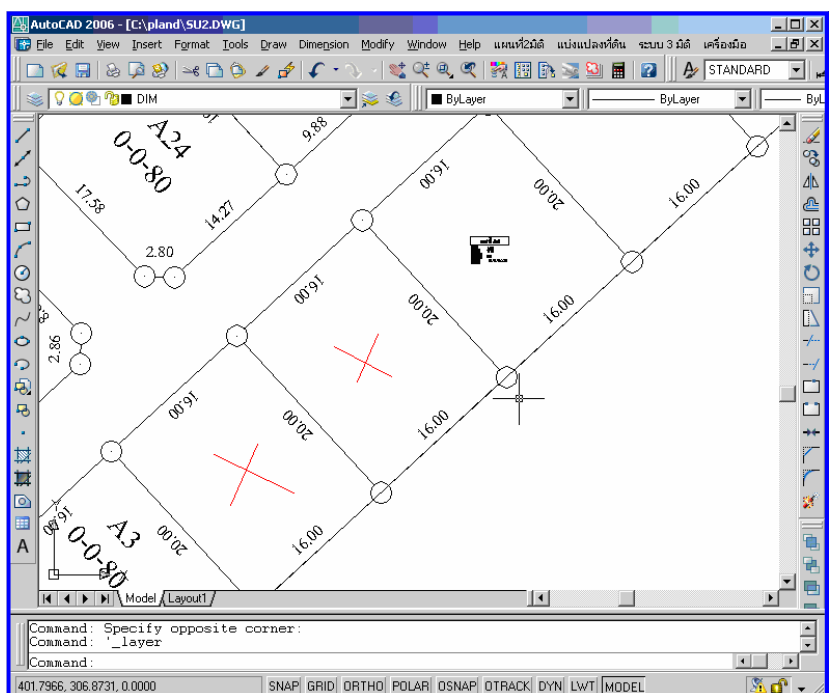 AutoCAD 2006 - [C:\pland\SU2.DWG]
File Edit View Insert Format Tools Draw Dimension Modify Window Help แผนที่2มิติ แบ่งแปลงที่ดิน ระบบ 3 มิติ เครื่องมือ
STANDARD
DIM ByLayer ByLayer ByL
A24
0-0-80
9.88
17.58
14.27
2.80
16.00
20.00
16.00
16.00
20.00
16.00
2.86
16.00
20.00
16.00
16.00
A3
0-0-80
20.00
16.00
Y
Model Layout1
Command: Specify opposite corner:
Command: '_layer
Command:
401.7966, 306.8731, 0.0000 SNAP GRID ORTHO POLAR OSNAP OTRACK DYN LWT MODEL